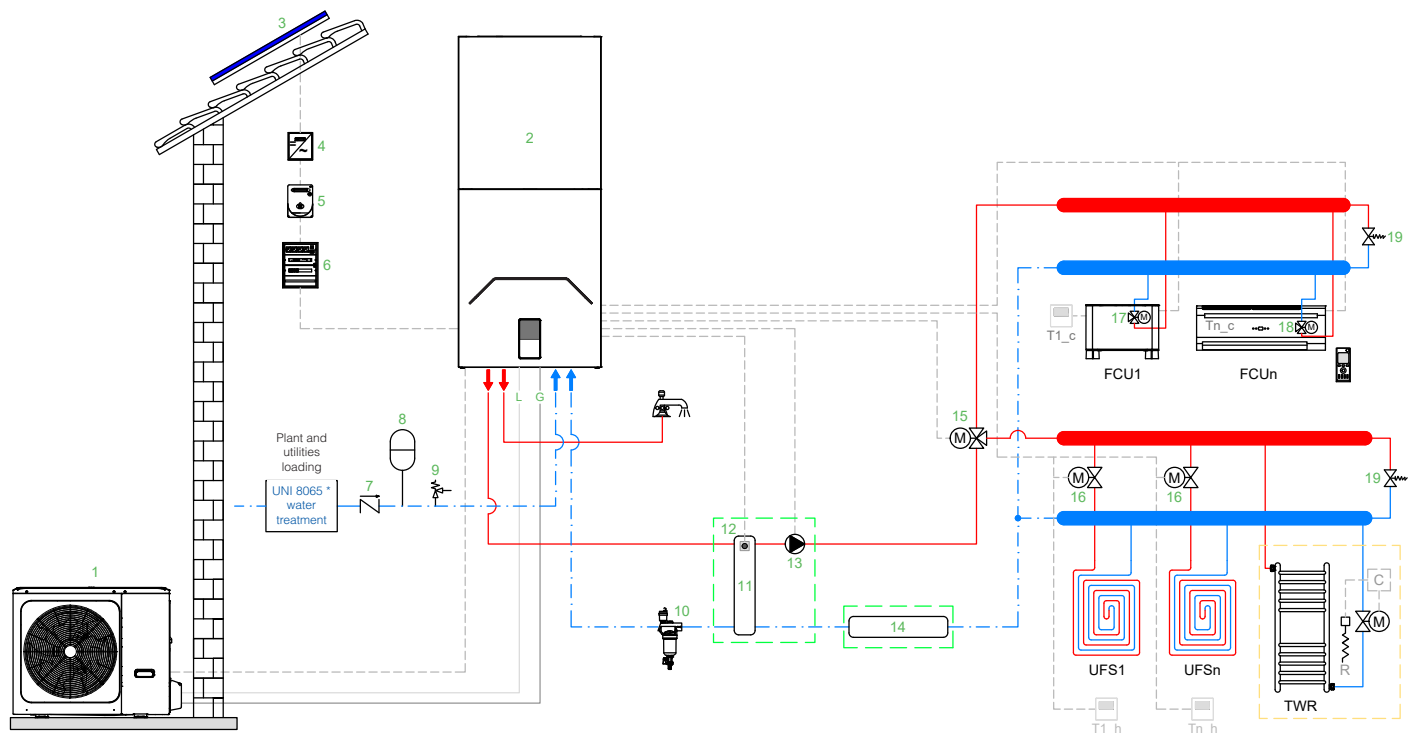 3
2
4
5
6
19
17
M
T1_c
Tn_c
18
M
FCU1
FCUn
L
G
8
15
M
Plant and
utilities
loading
7
9
UNI 8065 *
water
treatment
M
16
M
16
19
12
11
13
10
14
1
C
M
R
UFS1
UFSn
TWR
T1_h
Tn_h